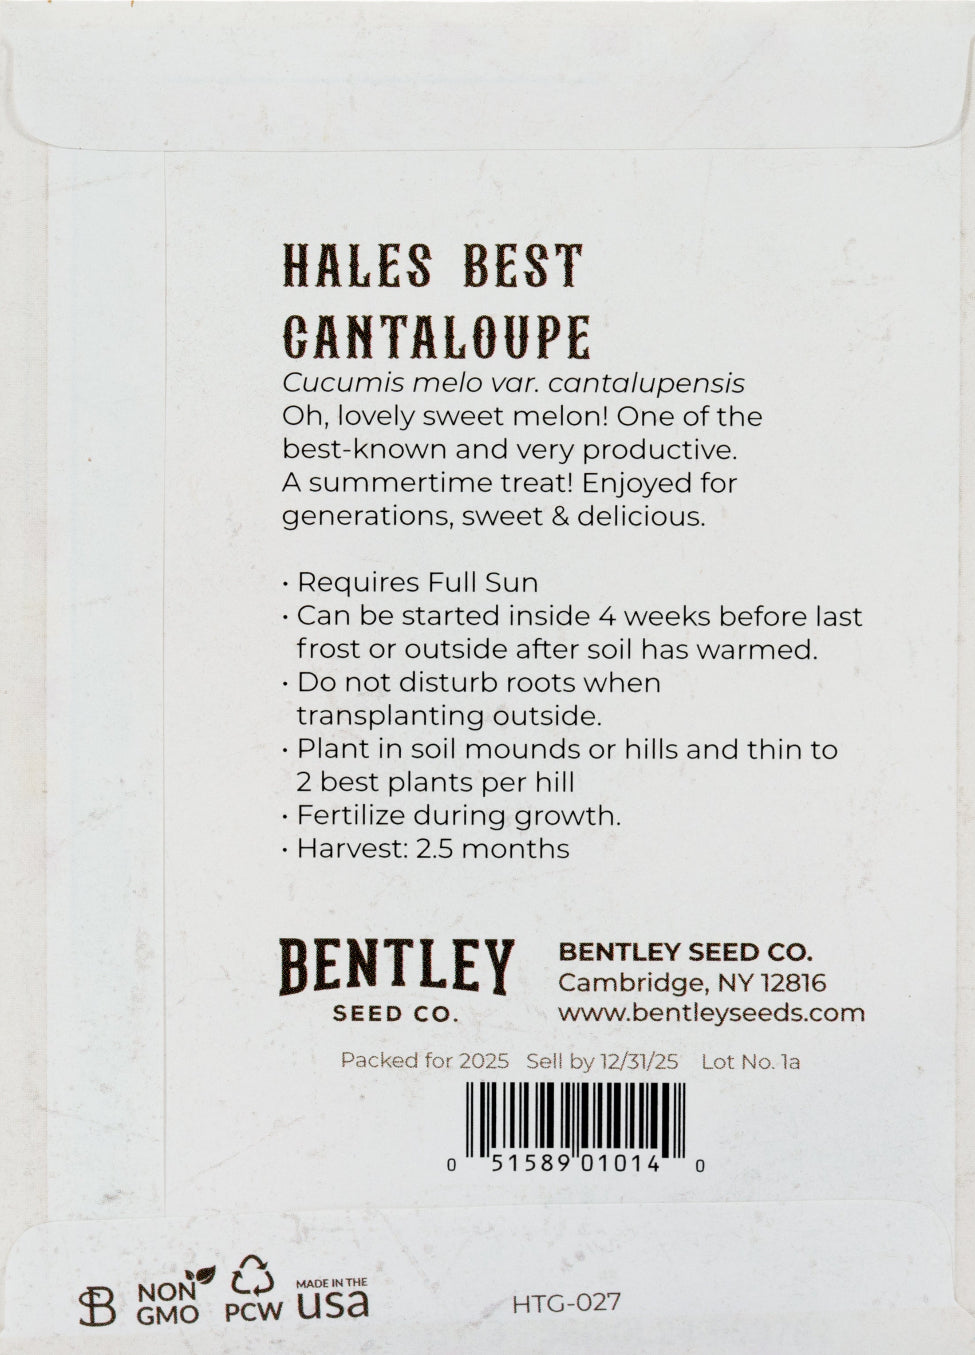 HALES BEST
CANTALOUPE
Cucumis melo var. cantalupensis
Oh, lovely sweet melon! One of the
best-known and very productive.
A summertime treat! Enjoyed for
generations, sweet & delicious.
· Requires Full Sun
· Can be started inside 4 weeks before last
frost or outside after soil has warmed.
· Do not disturb roots when
transplanting outside.
· Plant in soil mounds or hills and thin to
2 best plants per hill
· Fertilize during growth.
· Harvest: 2.5 months
BENTLEY
SEED CO.
BENTLEY SEED CO.
Cambridge, NY 12816
www.bentleyseeds.com
Packed for 2025 Sell by 12/31/25 Lot No. 1a
0 51589 01014 0
B
NON
GMO
PCW
MADE IN THE
usa
HTG-027